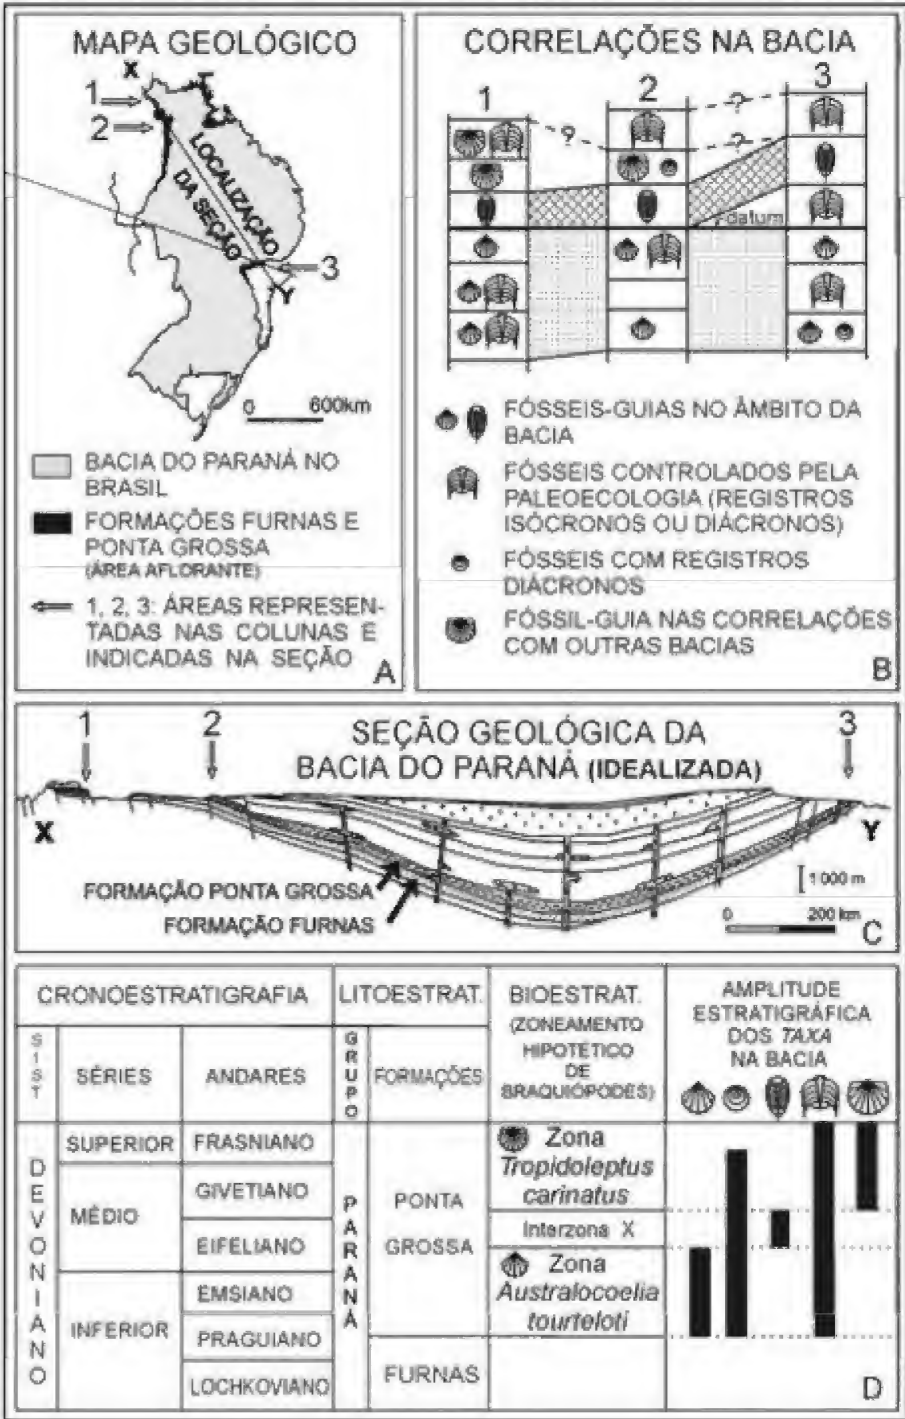 MAPA GEOLÓGICO
X
1
2
LOCALIZAÇÃO
DA SEÇÃO
3
Y
0 600km
BACIA DO PARANÁ NO
BRASIL
FORMAÇÕES FURNAS E
PONTA GROSSA
(ÁREA AFLORANTE)
1, 2, 3: ÁREAS REPRESEN-
TADAS NAS COLUNAS E
INDICADAS NA SEÇÃO
A
CORRELAÇÕES NA BACIA
1 2 3
? ? ?
datum
FÓSSEIS-GUIAS NO ÂMBITO DA
BACIA
FÓSSEIS CONTROLADOS PELA
PALEOECOLOGIA (REGISTROS
ISÓCRONOS OU DIÁCRONOS)
FÓSSEIS COM REGISTROS
DIÁCRONOS
FÓSSIL-GUIA NAS CORRELAÇÕES
COM OUTRAS BACIAS
B
1 2 3
SEÇÃO GEOLÓGICA DA
BACIA DO PARANÁ (IDEALIZADA)
X Y
FORMAÇÃO PONTA GROSSA
FORMAÇÃO FURNAS
1 000 m
0 200 km
C
CRONOESTRATIGRAFIA
SIST
SÉRIES
ANDARES
DEVONIANO
SUPERIOR
MÉDIO
INFERIOR
FRASNIANO
GIVETIANO
EIFELIANO
EMSIANO
PRAGUIANO
LOCHKOVIANO
LITOESTRAT.
GRUPO
FORMAÇÕES
PARANÁ
PONTA
GROSSA
FURNAS
BIOESTRAT.
(ZONEAMENTO
HIPOTÉTICO
DE
BRAQUIÓPODES)
Zona
Tropidoleptus
carinatus
Interzona X
Zona
Australocoelia
tourteloti
AMPLITUDE
ESTRATIGRÁFICA
DOS TAXA
NA BACIA
D